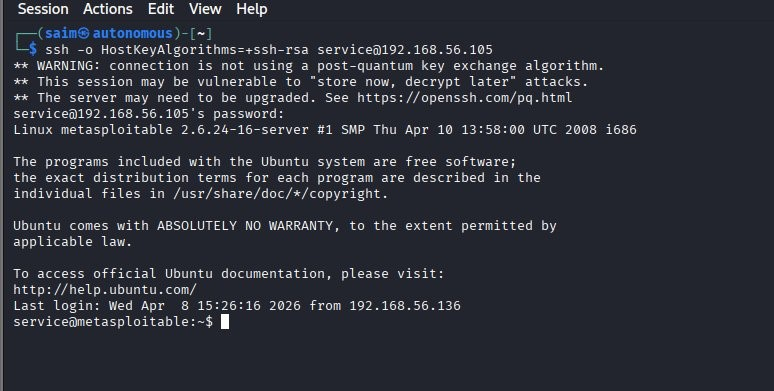 Session Actions Edit View Help
┌──(saim㉿autonomous)-[~]
└─$ ssh -o HostKeyAlgorithms=+ssh-rsa service@192.168.56.105
** WARNING: connection is not using a post-quantum key exchange algorithm.
** This session may be vulnerable to "store now, decrypt later" attacks.
** The server may need to be upgraded. See https://openssh.com/pq.html
service@192.168.56.105's password:
Linux metasploitable 2.6.24-16-server #1 SMP Thu Apr 10 13:58:00 UTC 2008 i686
The programs included with the Ubuntu system are free software;
the exact distribution terms for each program are described in the
individual files in /usr/share/doc/*/copyright.
Ubuntu comes with ABSOLUTELY NO WARRANTY, to the extent permitted by
applicable law.
To access official Ubuntu documentation, please visit:
http://help.ubuntu.com/
Last login: Wed Apr  8 15:26:16 2026 from 192.168.56.136
service@metasploitable:~$